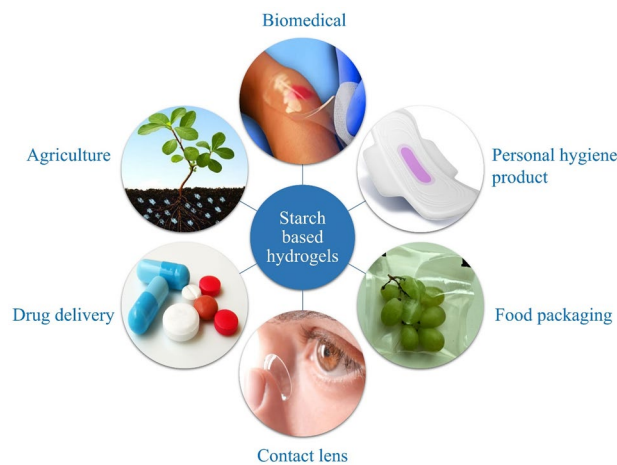 Biomedical
Agriculture
Personal hygiene
product
Starch
based
hydrogels
Drug delivery
Food packaging
Contact lens